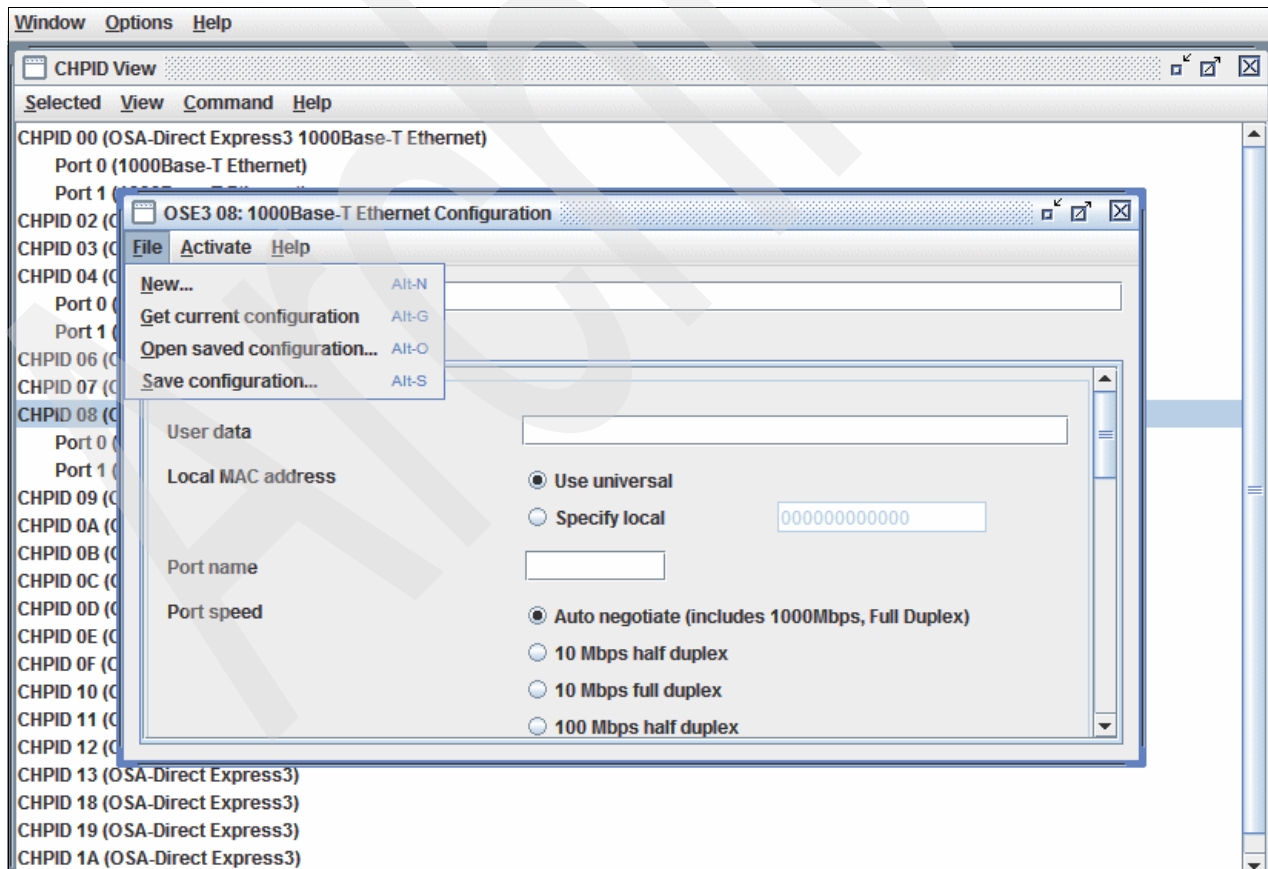 Window Options Help
CHPID View
Selected View Command Help
CHPID 00 (OSA-Direct Express3 1000Base-T Ethernet)
Port 0 (1000Base-T Ethernet)
Port 1
CHPID 02 (O
CHPID 03 (O
CHPID 04 (O
Port 0 (
Port 1 (
CHPID 06 (O
CHPID 07 (O
CHPID 08 (O
Port 0 (
Port 1 (
CHPID 09 (O
CHPID 0A (O
CHPID 0B (O
CHPID 0C (O
CHPID 0D (O
CHPID 0E (O
CHPID 0F (O
CHPID 10 (O
CHPID 11 (O
CHPID 12 (O
CHPID 13 (OSA-Direct Express3)
CHPID 18 (OSA-Direct Express3)
CHPID 19 (OSA-Direct Express3)
CHPID 1A (OSA-Direct Express3)
OSE3 08: 1000Base-T Ethernet Configuration
File Activate Help
New... Alt-N
Get current configuration Alt-G
Open saved configuration... Alt-O
Save configuration... Alt-S
User data
Local MAC address
Use universal
Specify local 000000000000
Port name
Port speed
Auto negotiate (includes 1000Mbps, Full Duplex)
10 Mbps half duplex
10 Mbps full duplex
100 Mbps half duplex